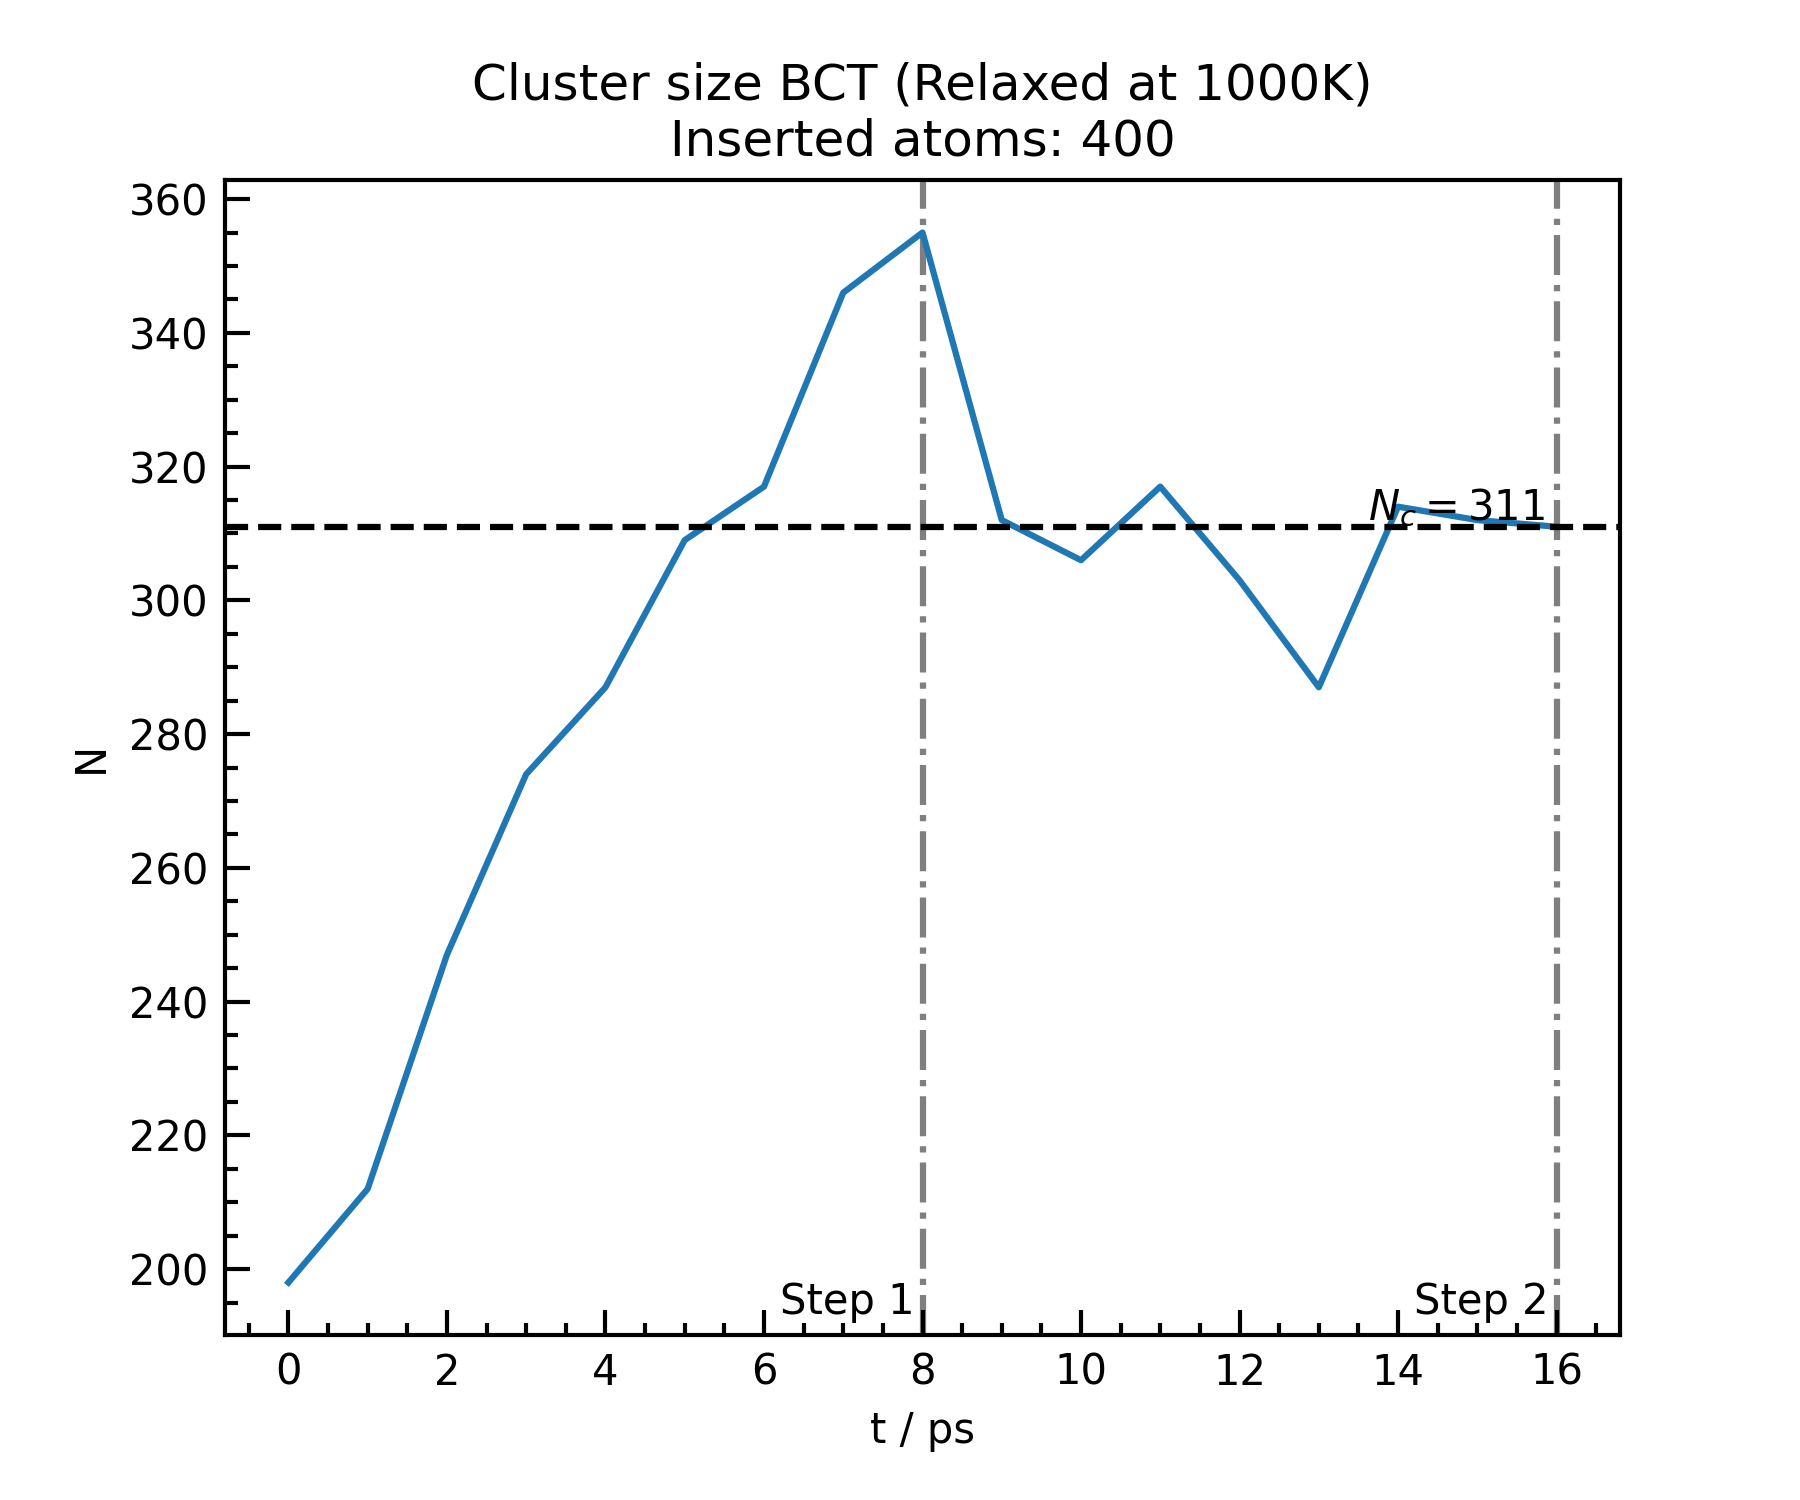 Cluster size BCT (Relaxed at 1000K)
Inserted atoms: 400
360
340
320
300
280
260
240
220
200
N
N_c = 311
Step 1
Step 2
0 2 4 6 8 10 12 14 16
t / ps